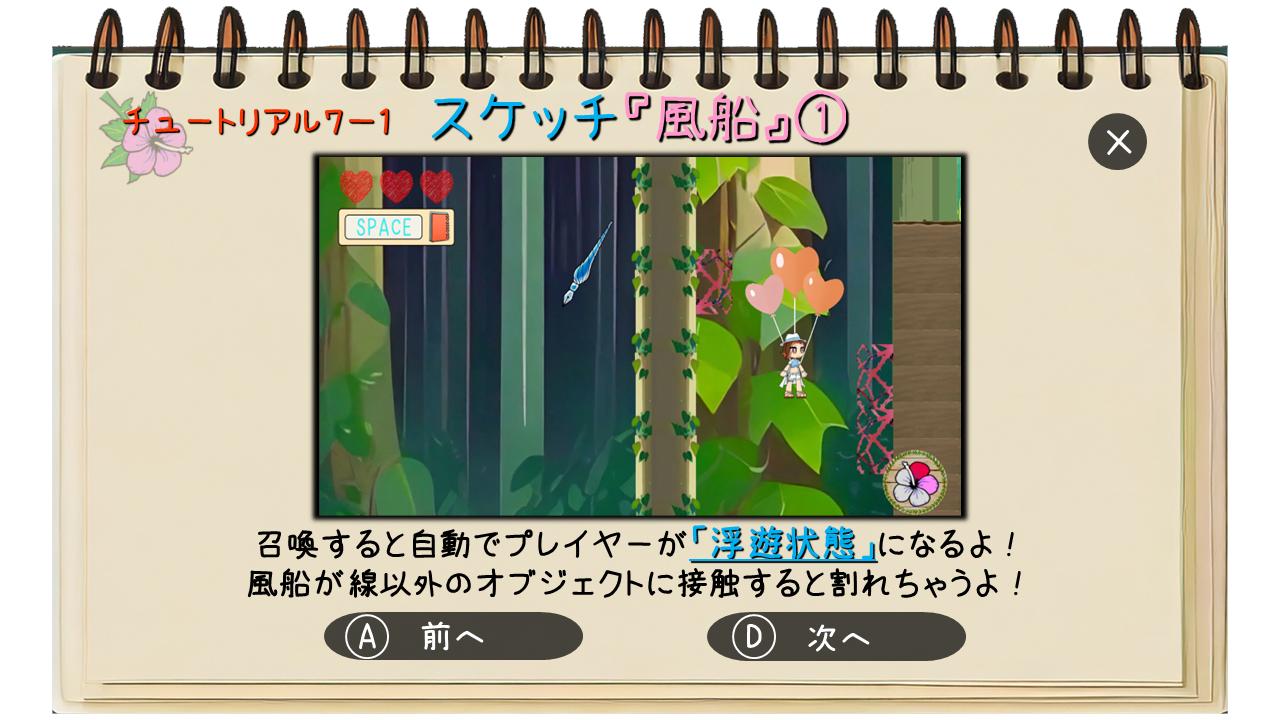 チュートリアル7ー1
スケッチ『風船』①
SPACE
召喚すると自動でプレイヤーが「浮遊状態」になるよ！
風船が線以外のオブジェクトに接触すると割れちゃうよ！
Ⓐ 前へ
Ⓓ 次へ